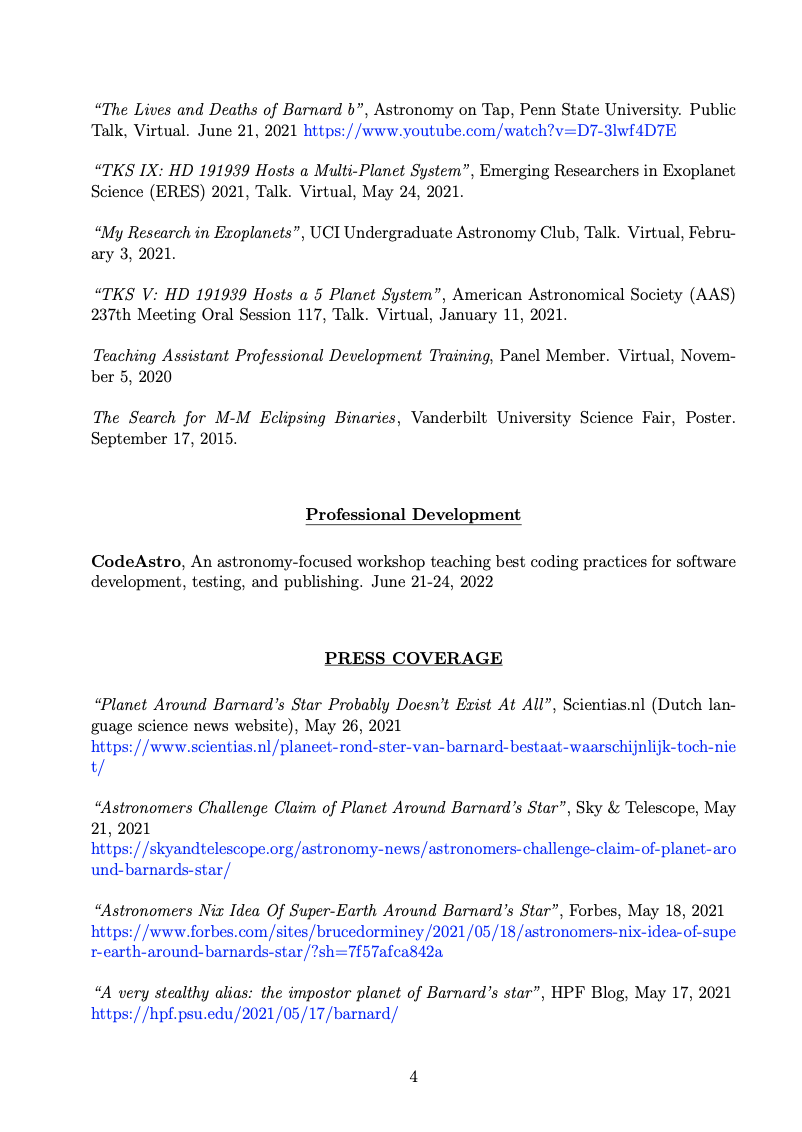 “The Lives and Deaths of Barnard b”, Astronomy on Tap, Penn State University. Public
Talk, Virtual. June 21, 2021 https://www.youtube.com/watch?v=D7-3lwf4D7E
“TKS IX: HD 191939 Hosts a Multi-Planet System”, Emerging Researchers in Exoplanet
Science (ERES) 2021, Talk. Virtual, May 24, 2021.
“My Research in Exoplanets”, UCI Undergraduate Astronomy Club, Talk. Virtual, Febru-
ary 3, 2021.
“TKS V: HD 191939 Hosts a 5 Planet System”, American Astronomical Society (AAS)
237th Meeting Oral Session 117, Talk. Virtual, January 11, 2021.
Teaching Assistant Professional Development Training, Panel Member. Virtual, Novem-
ber 5, 2020
The Search for M-M Eclipsing Binaries, Vanderbilt University Science Fair, Poster.
September 17, 2015.
Professional Development
CodeAstro, An astronomy-focused workshop teaching best coding practices for software
development, testing, and publishing. June 21-24, 2022
PRESS COVERAGE
“Planet Around Barnard’s Star Probably Doesn’t Exist At All”, Scientias.nl (Dutch lan-
guage science news website), May 26, 2021
https://www.scientias.nl/planeet-rond-ster-van-barnard-bestaat-waarschijnlijk-toch-nie
t/
“Astronomers Challenge Claim of Planet Around Barnard’s Star”, Sky & Telescope, May
21, 2021
https://skyandtelescope.org/astronomy-news/astronomers-challenge-claim-of-planet-aro
und-barnards-star/
“Astronomers Nix Idea Of Super-Earth Around Barnard’s Star”, Forbes, May 18, 2021
https://www.forbes.com/sites/brucedorminey/2021/05/18/astronomers-nix-idea-of-supe
r-earth-around-barnards-star/?sh=7f57afca842a
“A very stealthy alias: the impostor planet of Barnard’s star”, HPF Blog, May 17, 2021
https://hpf.psu.edu/2021/05/17/barnard/
4